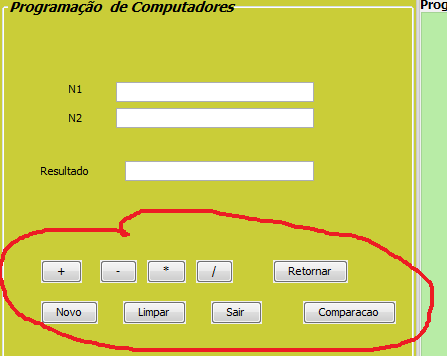 Programação de Computadores
Prog
N1
N2
Resultado
+ - * / Retornar
Novo Limpar Sair Comparacao